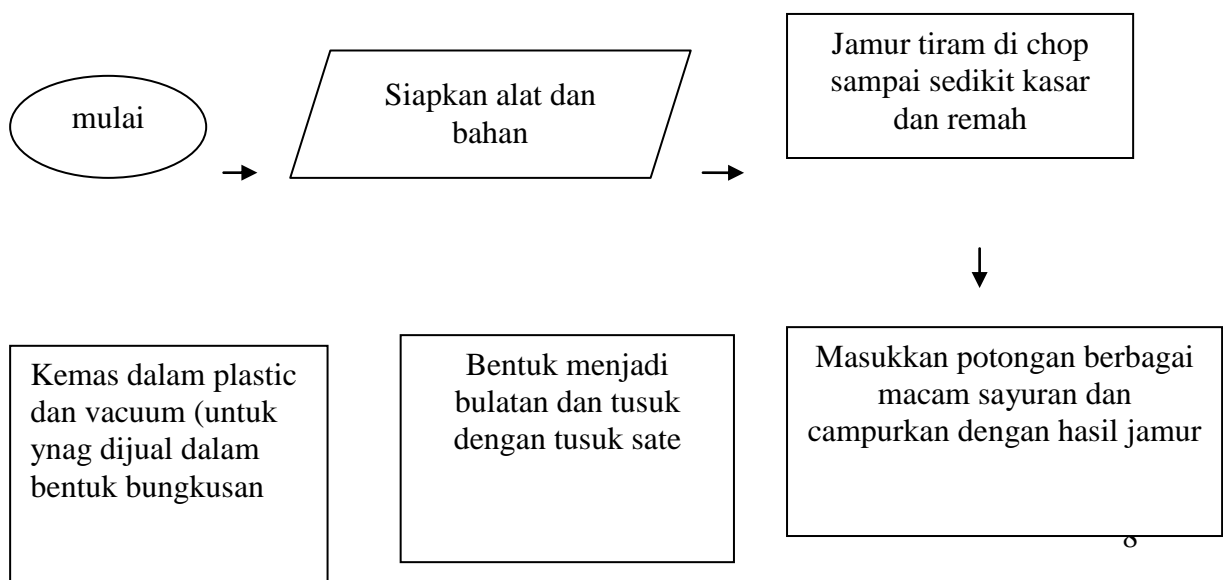 mulai
Siapkan alat dan
bahan
Jamur tiram di chop
sampai sedikit kasar
dan remah
Masukkan potongan berbagai
macam sayuran dan
campurkan dengan hasil jamur
Bentuk menjadi
bulatan dan tusuk
dengan tusuk sate
Kemas dalam plastic
dan vacuum (untuk
ynag dijual dalam
bentuk bungkusan
8